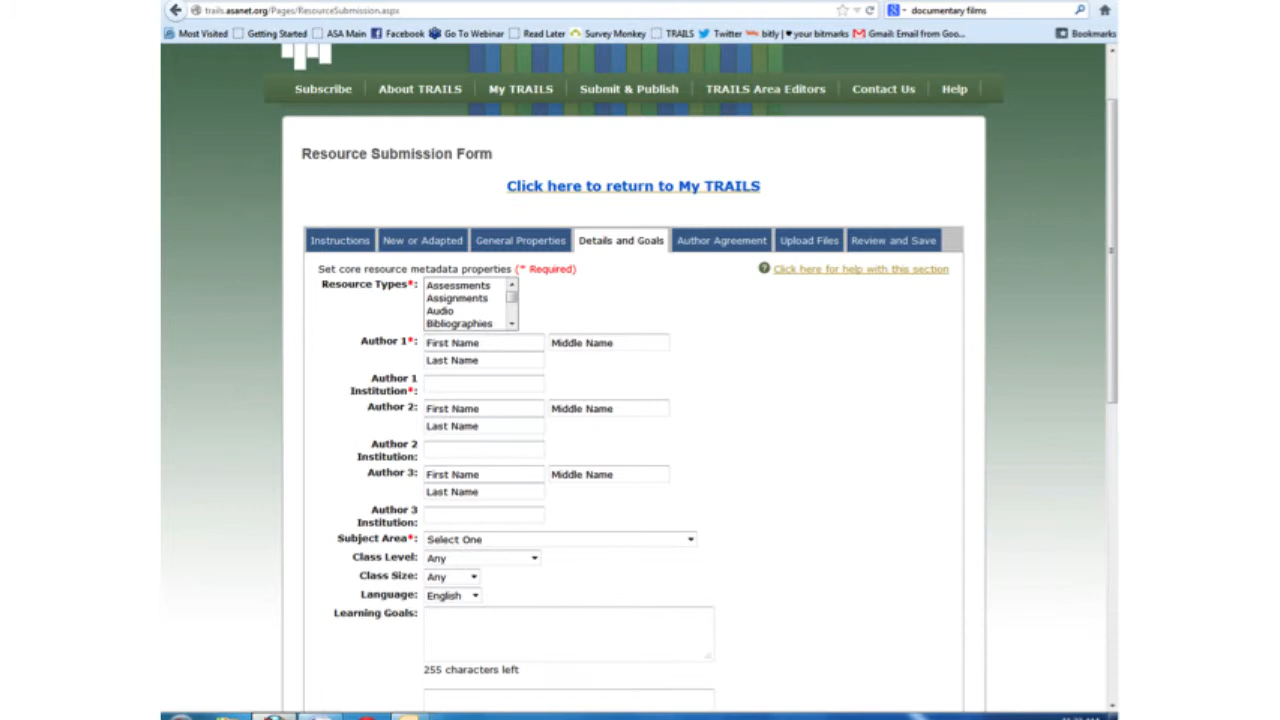 trails.asanet.org/Pages/ResourceSubmission.aspx documentary films
Most Visited Getting Started ASA Main Facebook Go To Webinar Read Later Survey Monkey TRAILS Twitter bitly | ♥ your bitmarks Gmail: Email from Goo... Bookmarks
Subscribe About TRAILS My TRAILS Submit & Publish TRAILS Area Editors Contact Us Help
Resource Submission Form
Click here to return to My TRAILS
Instructions New or Adapted General Properties Details and Goals Author Agreement Upload Files Review and Save
Set core resource metadata properties (* Required) Click here for help with this section
Resource Types*: Assessments
Assignments
Audio
Bibliographies
Author 1*: First Name Middle Name
Last Name
Author 1
Institution*:
Author 2: First Name Middle Name
Last Name
Author 2
Institution:
Author 3: First Name Middle Name
Last Name
Author 3
Institution:
Subject Area*: Select One
Class Level: Any
Class Size: Any
Language: English
Learning Goals:
255 characters left